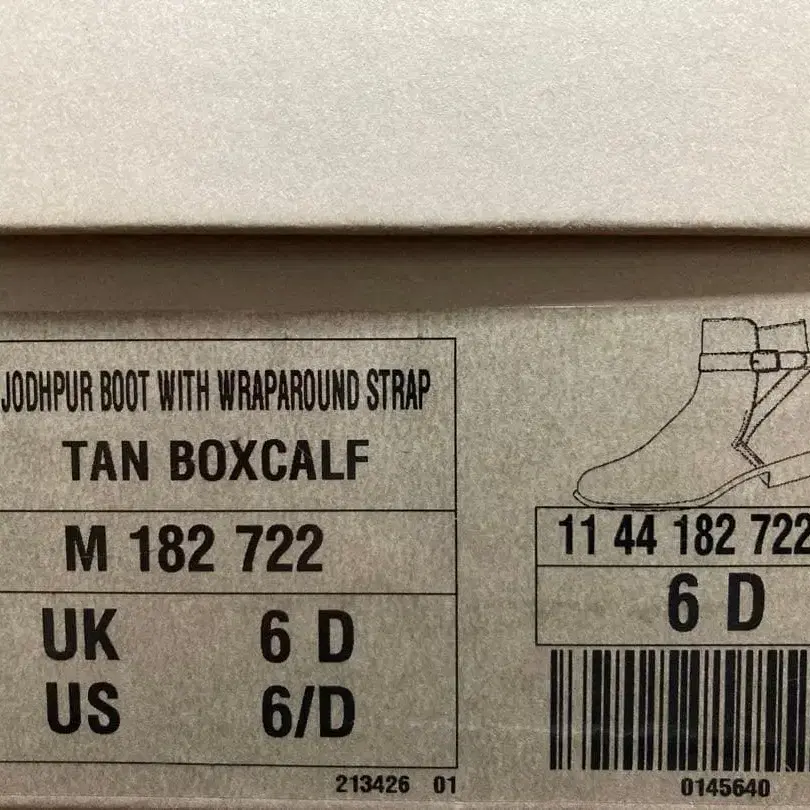 JODHPUR BOOT WITH WRAPAROUND STRAP
TAN BOXCALF
M 182 722
UK 6 D
US 6/D
213426 01
11 44 182 722
6 D
0145640